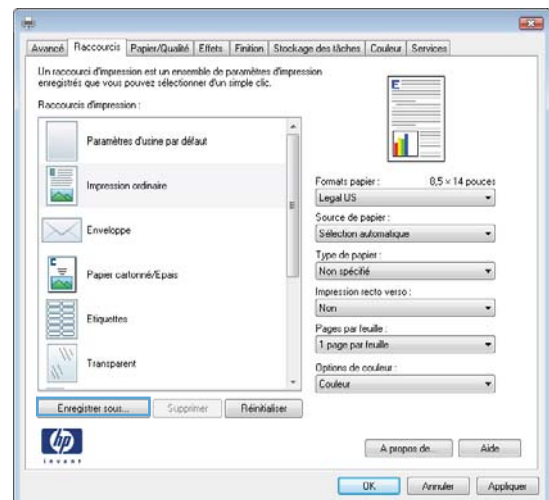 Avancé Raccourcis Papier/Qualité Effets Finition Stockage des tâches Couleur Services
Un raccourci d'impression est un ensemble de paramètres d'impression
enregistrés que vous pouvez sélectionner d'un simple clic.
Raccourcis d'impression :
Paramètres d'usine par défaut
Impression ordinaire
Enveloppe
Papier cartonné/Epais
Etiquettes
Transparent
Enregistrer sous... Supprimer Réinitialiser
E
Formats papier : 8,5 × 14 pouces
Legal US
Source de papier :
Sélection automatique
Type de papier :
Non spécifié
Impression recto verso :
Non
Pages par feuille :
1 page par feuille
Options de couleur :
Couleur
hp
invent
A propos de... Aide
OK Annuler Appliquer